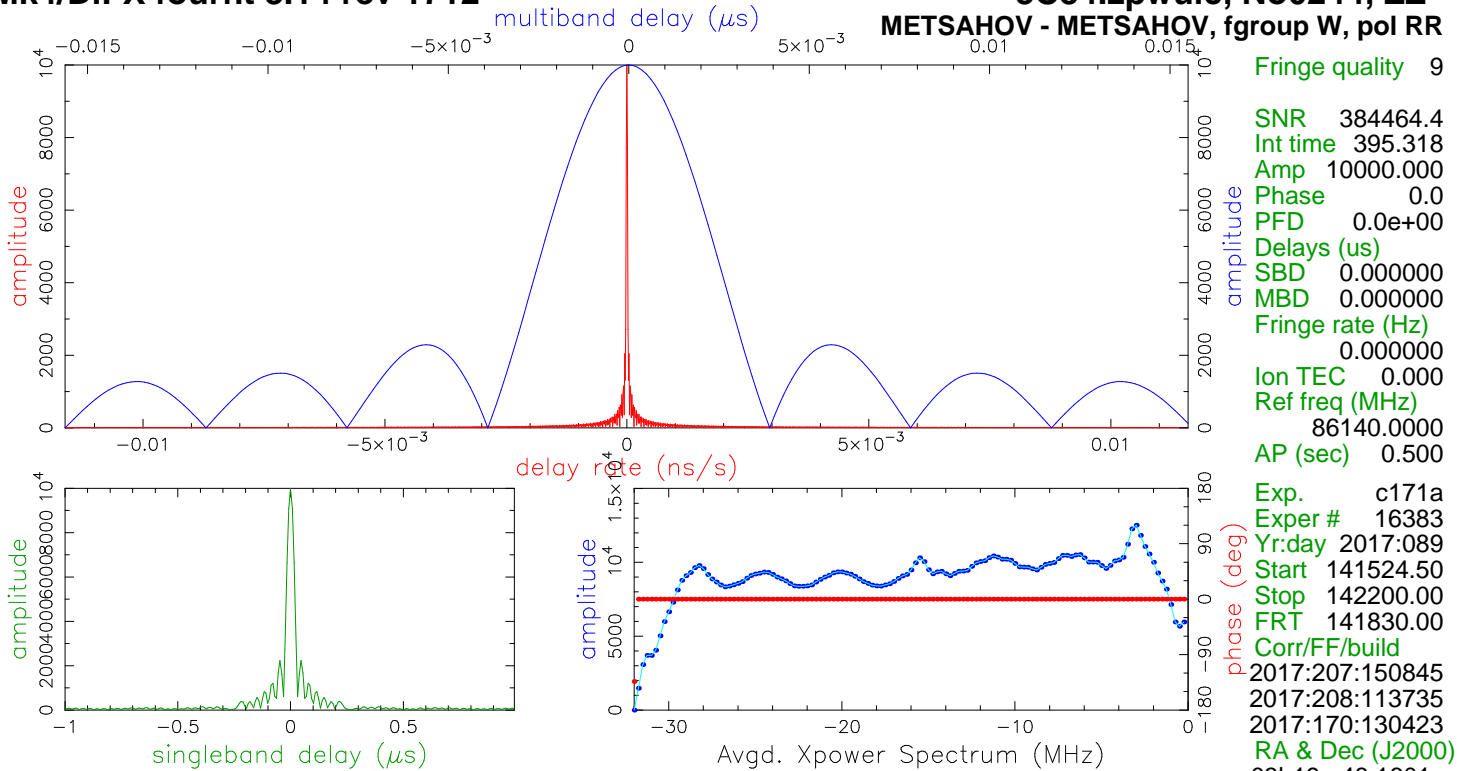 multiband delay (μs)
METSAHOV - METSAHOV, fgroup W, pol RR
−0.015 −0.01 −5×10⁻³ 0 5×10⁻³ 0.01 0.015
amplitude
0 2000 4000 6000 8000 10⁴
amplitude
0 2000 4000 6000 8000 10⁴
−0.01 −5×10⁻³ 0 5×10⁻³ 0.01
delay rate (ns/s)
Fringe quality 9
SNR 384464.4
Int time 395.318
Amp 10000.000
Phase 0.0
PFD 0.0e+00
Delays (us)
SBD 0.000000
MBD 0.000000
Fringe rate (Hz)
0.000000
Ion TEC 0.000
Ref freq (MHz)
86140.0000
AP (sec) 0.500
Exp. c171a
Exper # 16383
Yr:day 2017:089
Start 141524.50
Stop 142200.00
FRT 141830.00
Corr/FF/build
2017:207:150845
2017:208:113735
2017:170:130423
RA & Dec (J2000)
amplitude
0 2000 4000 6000 8000 10⁴
−1 −0.5 0 0.5
singleband delay (μs)
amplitude
0 5000 10⁴ 1.5×10⁴
phase (deg)
−180 −90 0 90 180
−30 −20 −10 0
Avgd. Xpower Spectrum (MHz)